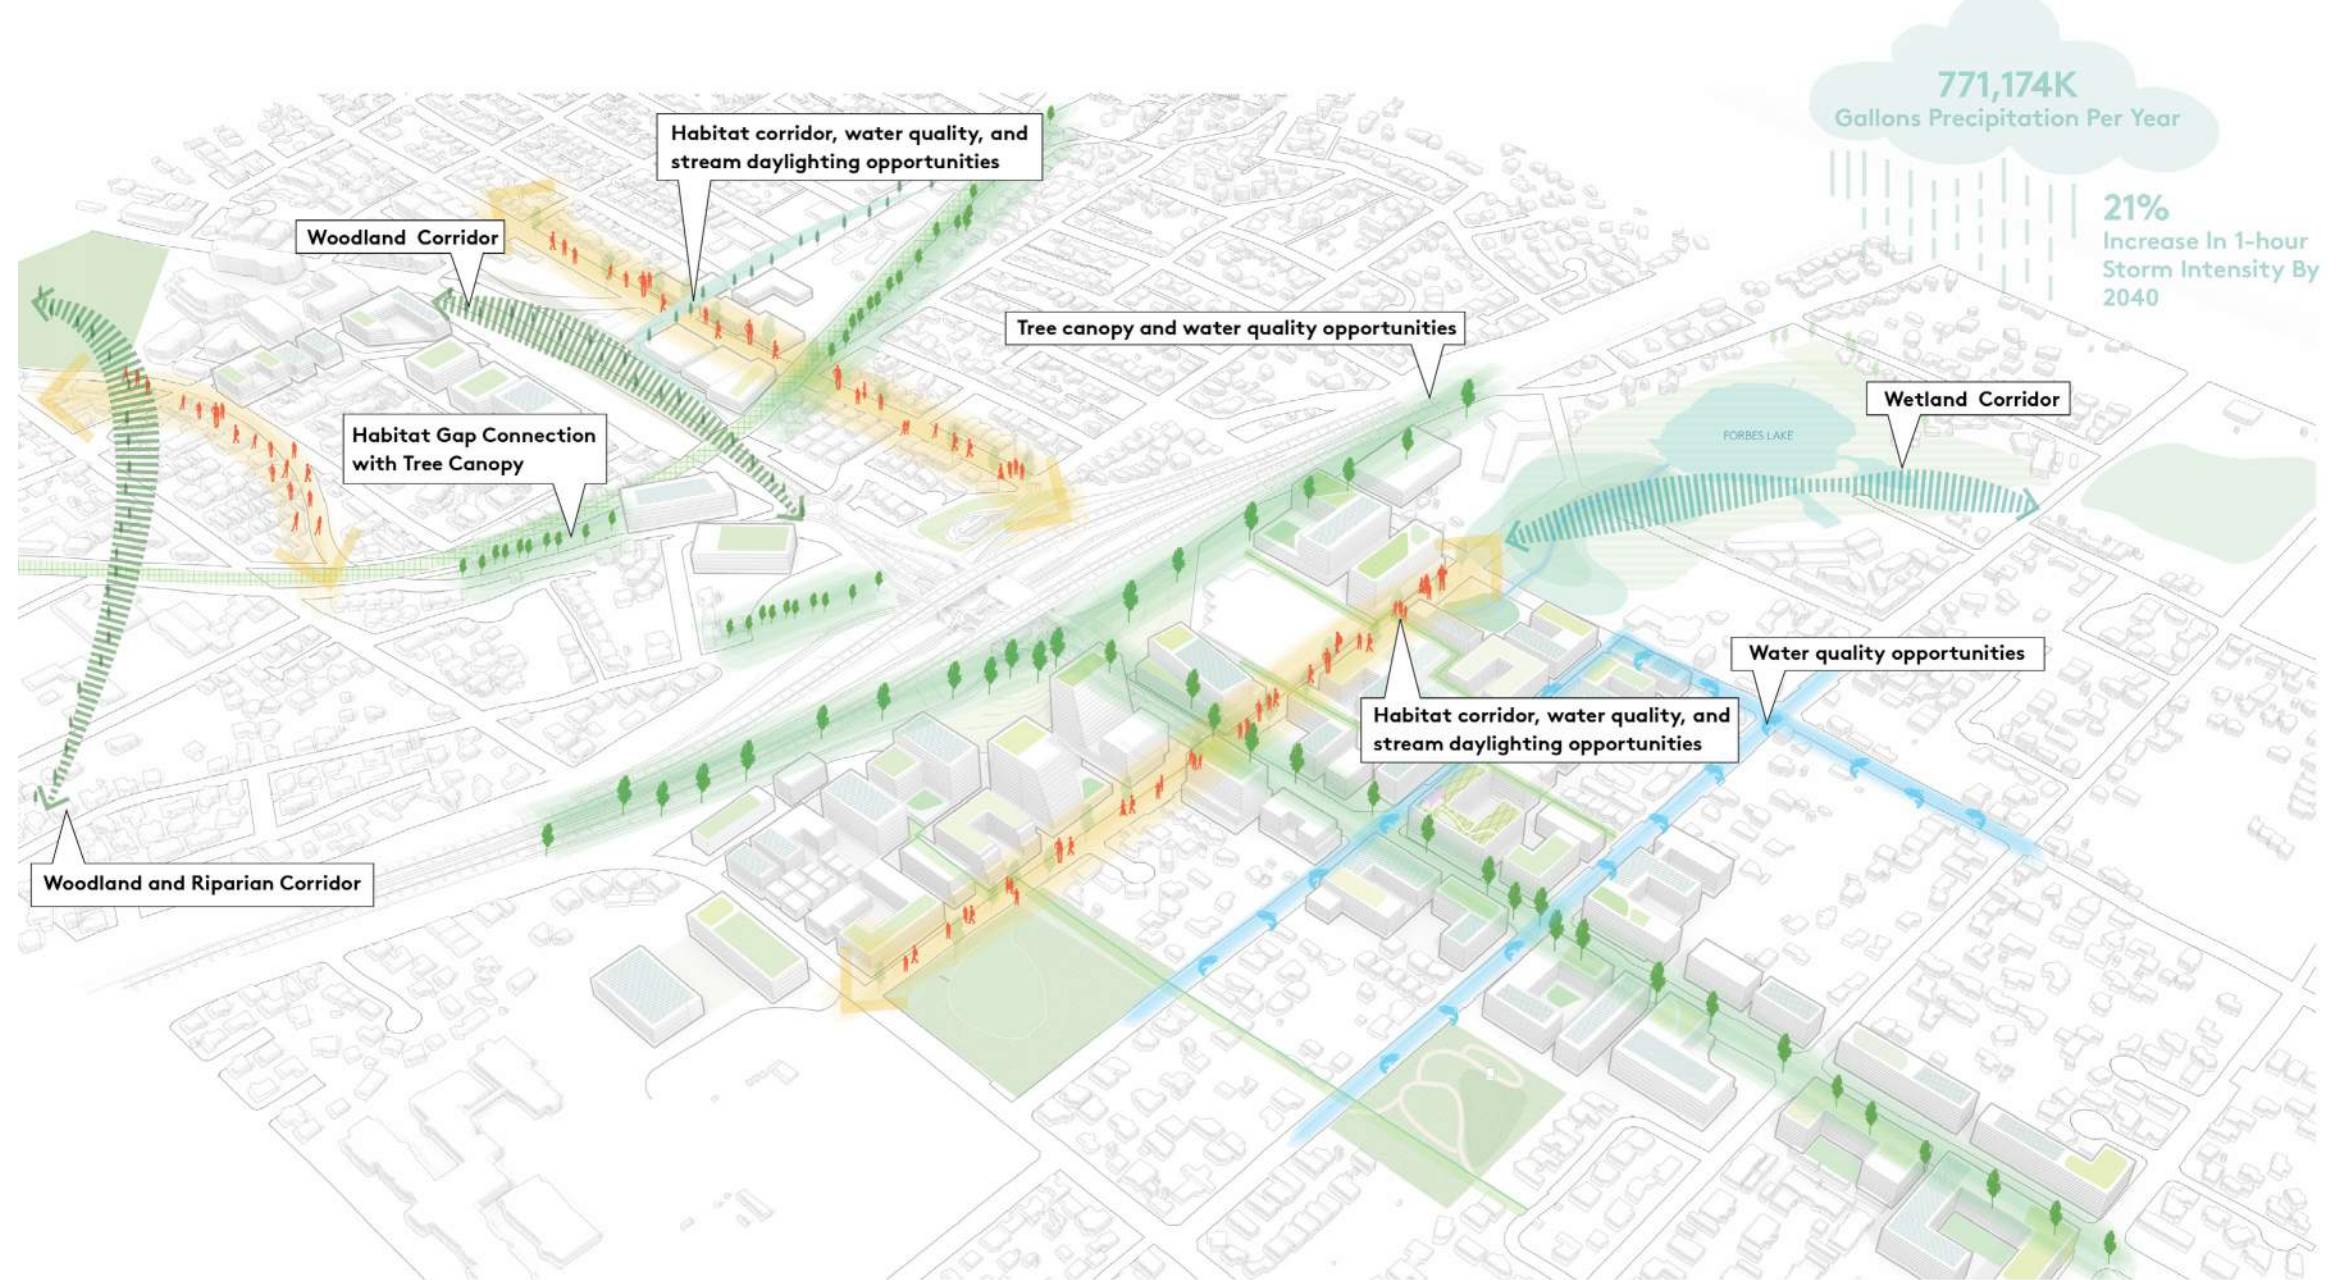 771,174K
Gallons Precipitation Per Year
Habitat corridor, water quality, and
stream daylighting opportunities
21%
Increase In 1-hour
Storm Intensity By
2040
Woodland Corridor
Tree canopy and water quality opportunities
Wetland Corridor
Habitat Gap Connection
with Tree Canopy
FORBES LAKE
Water quality opportunities
Habitat corridor, water quality, and
stream daylighting opportunities
Woodland and Riparian Corridor